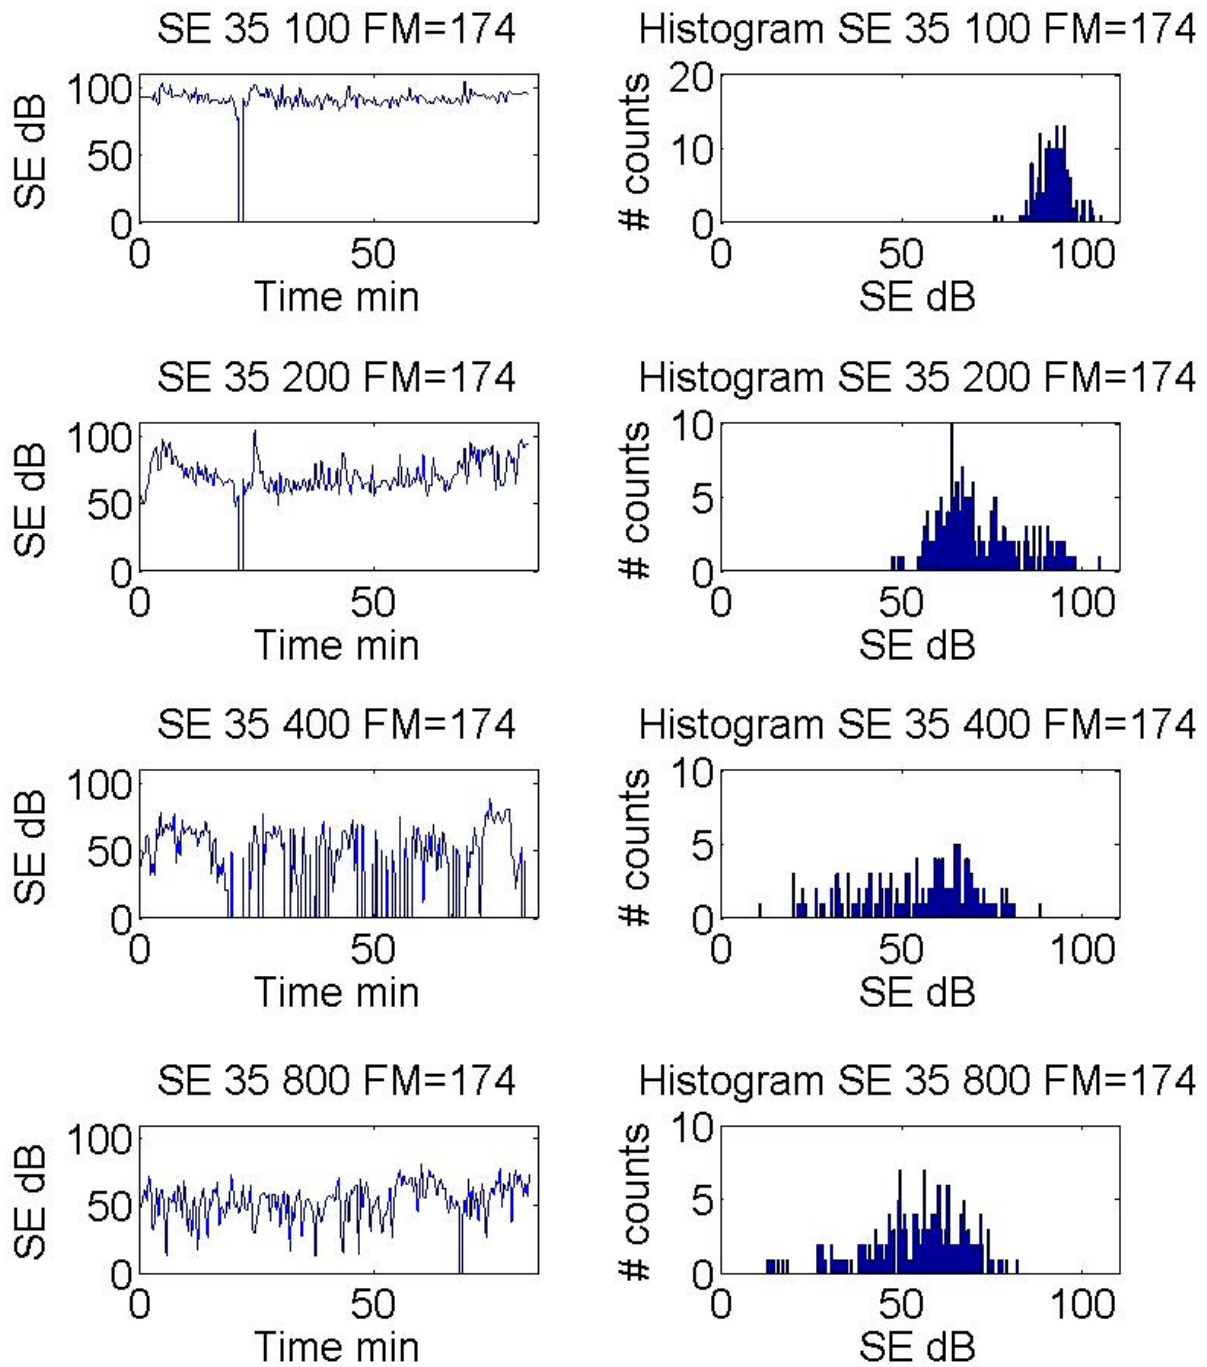 SE 35 100 FM=174
SE dB
100
50
0
0 50
Time min
Histogram SE 35 100 FM=174
# counts
20
10
0
0 50 100
SE dB
SE 35 200 FM=174
SE dB
100
50
0
0 50
Time min
Histogram SE 35 200 FM=174
# counts
10
5
0
0 50 100
SE dB
SE 35 400 FM=174
SE dB
100
50
0
0 50
Time min
Histogram SE 35 400 FM=174
# counts
10
5
0
0 50 100
SE dB
SE 35 800 FM=174
SE dB
100
50
0
0 50
Time min
Histogram SE 35 800 FM=174
# counts
10
5
0
0 50 100
SE dB